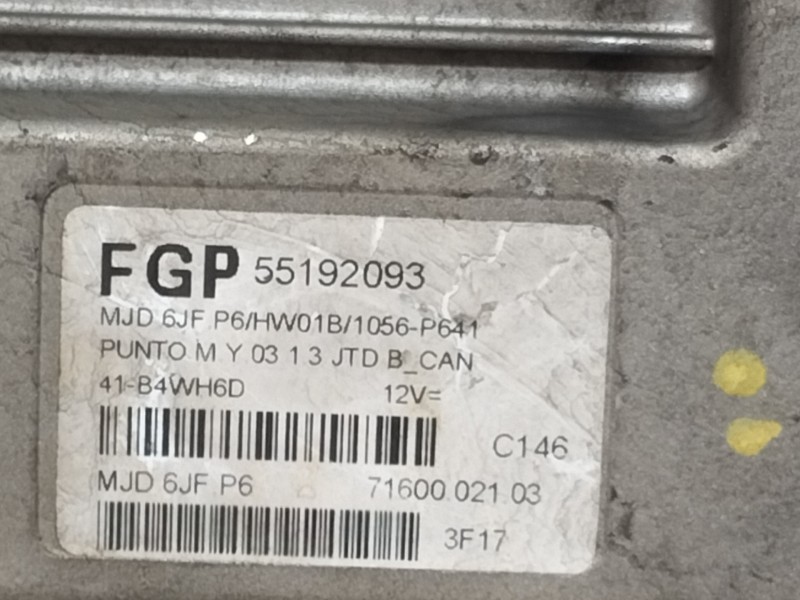 FGP 55192093
MJD 6JF P6/HW01B/1056-P641
PUNTO M Y 03 1 3 JTD B_CAN
41-B4WH6D 12V=
C146
MJD 6JF P6 71600 021 03
3F17